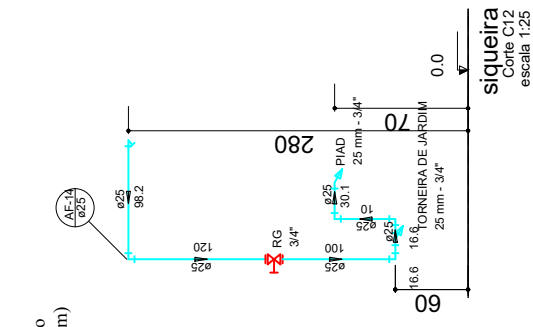 AF-14
ø25
ø25
98.2
280
ø25
120
RG
3/4"
ø25
100
ø25
30.1
PIAD
25 mm - 3/4"
70
ø25
10
ø25
16.6
16.6
TORNEIRA DE JARDIM
25 mm - 3/4"
60
0.0
siqueira
Corte C12
escala 1:25
o
m)